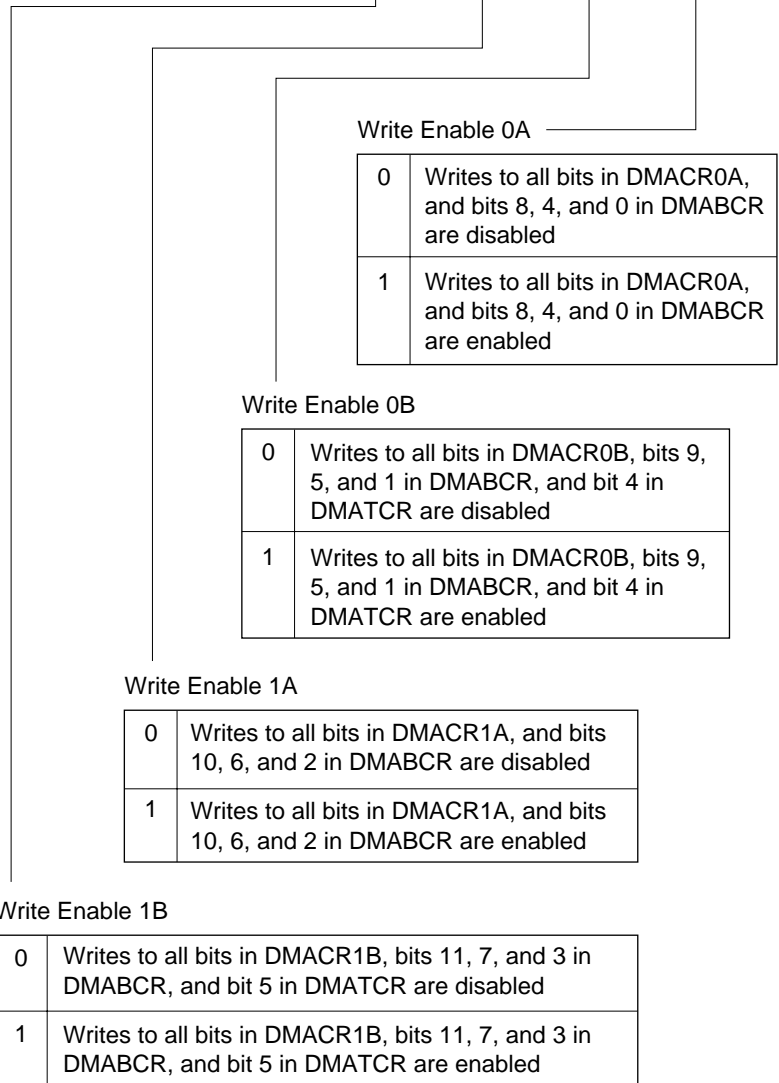 Write Enable 0A
0 Writes to all bits in DMACR0A,
and bits 8, 4, and 0 in DMABCR
are disabled
1 Writes to all bits in DMACR0A,
and bits 8, 4, and 0 in DMABCR
are enabled
Write Enable 0B
0 Writes to all bits in DMACR0B, bits 9,
5, and 1 in DMABCR, and bit 4 in
DMATCR are disabled
1 Writes to all bits in DMACR0B, bits 9,
5, and 1 in DMABCR, and bit 4 in
DMATCR are enabled
Write Enable 1A
0 Writes to all bits in DMACR1A, and bits
10, 6, and 2 in DMABCR are disabled
1 Writes to all bits in DMACR1A, and bits
10, 6, and 2 in DMABCR are enabled
Write Enable 1B
0 Writes to all bits in DMACR1B, bits 11, 7, and 3 in
DMABCR, and bit 5 in DMATCR are disabled
1 Writes to all bits in DMACR1B, bits 11, 7, and 3 in
DMABCR, and bit 5 in DMATCR are enabled